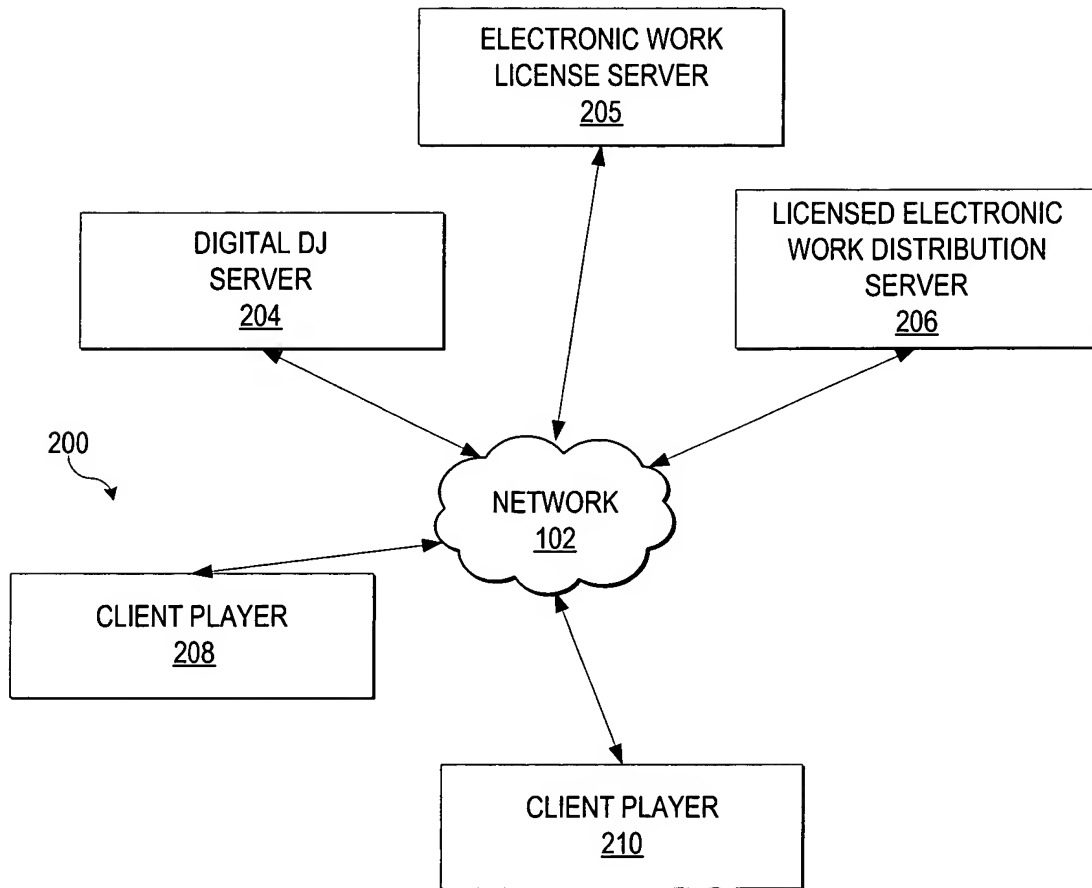 ELECTRONIC WORK
LICENSE SERVER
205
DIGITAL DJ
SERVER
204
LICENSED ELECTRONIC
WORK DISTRIBUTION
SERVER
206
200
NETWORK
102
CLIENT PLAYER
208
CLIENT PLAYER
210